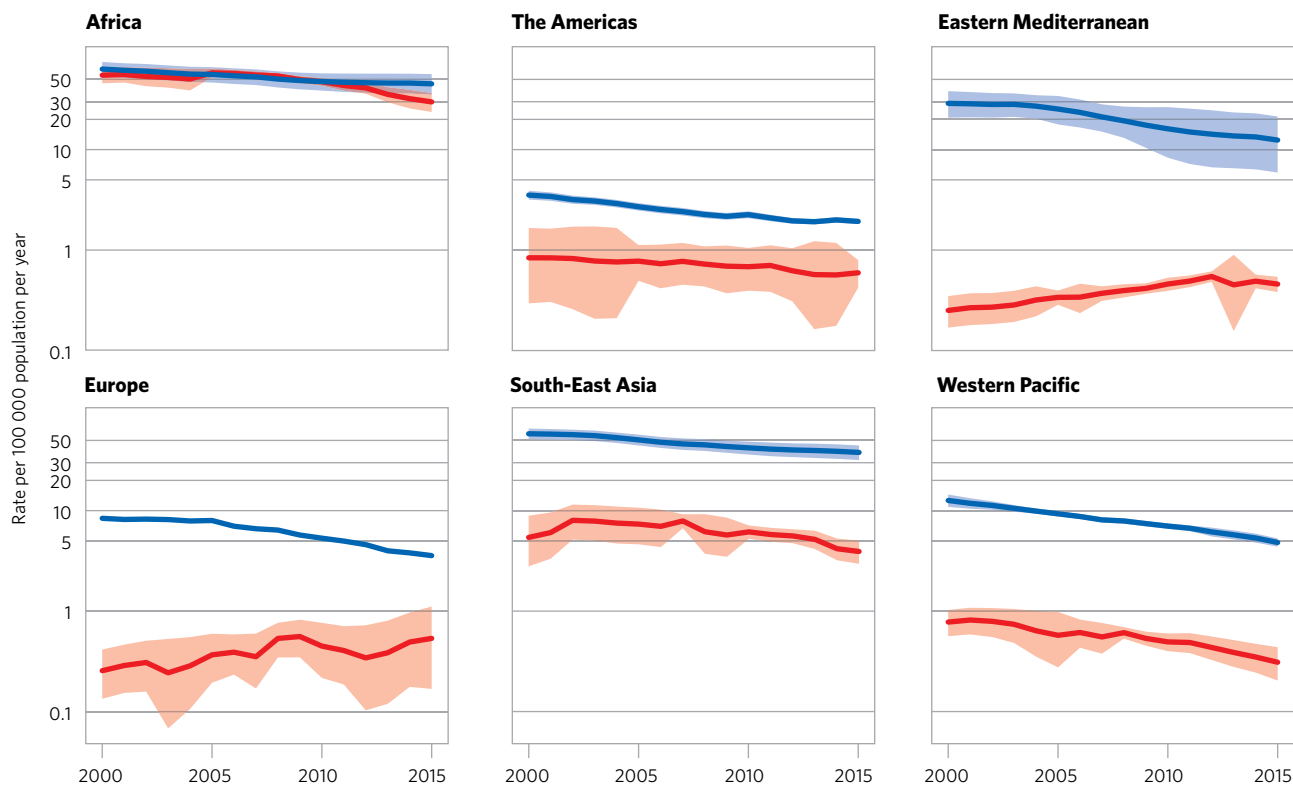 Africa
The Americas
Eastern Mediterranean
50
30
20
10
5
1
0.1
Rate per 100 000 population per year
Europe
South-East Asia
Western Pacific
50
30
20
10
5
1
0.1
2000 2005 2010 2015
2000 2005 2010 2015
2000 2005 2010 2015